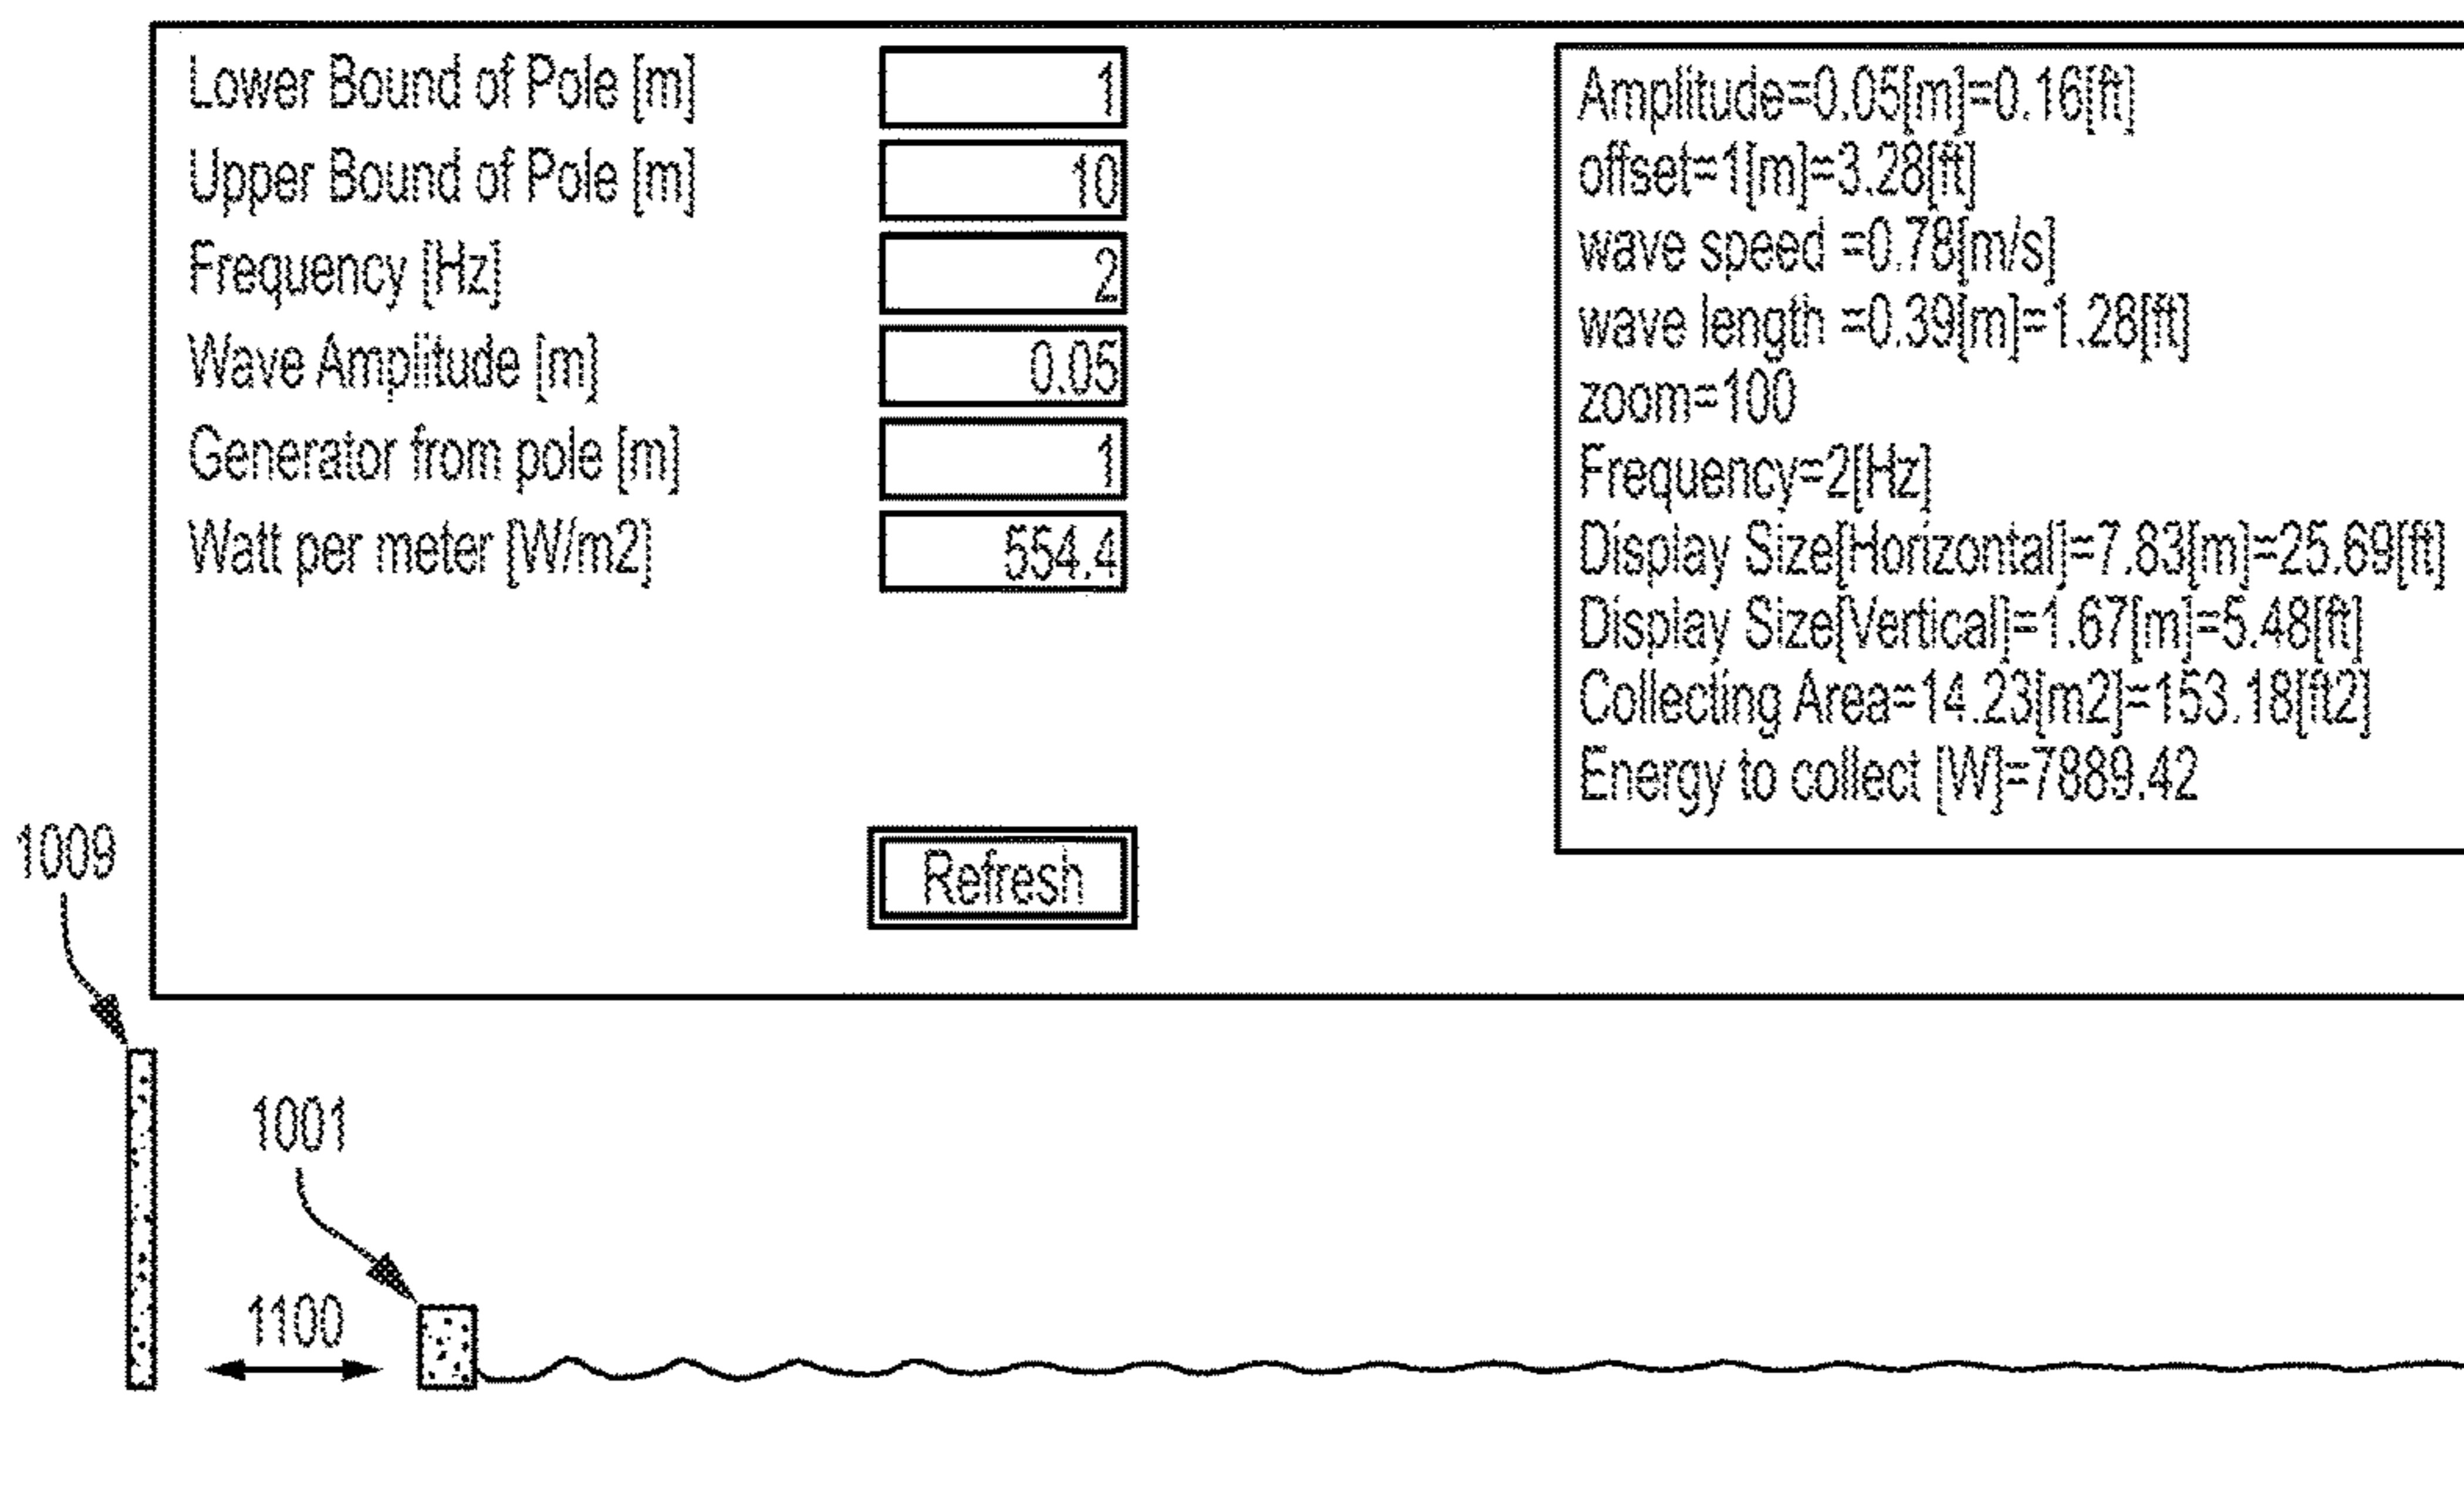 Lower Bound of Pole [m] 1
Upper Bound of Pole [m] 10
Frequency [Hz] 2
Wave Amplitude [m] 0.05
Generator from pole [m] 1
Watt per meter [W/m2] 554.4
Refresh
Amplitude=0.05[m]=0.16[ft]
offset=1[m]=3.28[ft]
wave speed =0.78[m/s]
wave length =0.39[m]=1.28[ft]
zoom=100
Frequency=2[Hz]
Display Size[Horizontal]=7.83[m]=25.69[ft]
Display Size[Vertical]=1.67[m]=5.48[ft]
Collecting Area=14.23[m2]=153.18[ft2]
Energy to collect [W]=7889.42
1009
1001
1100